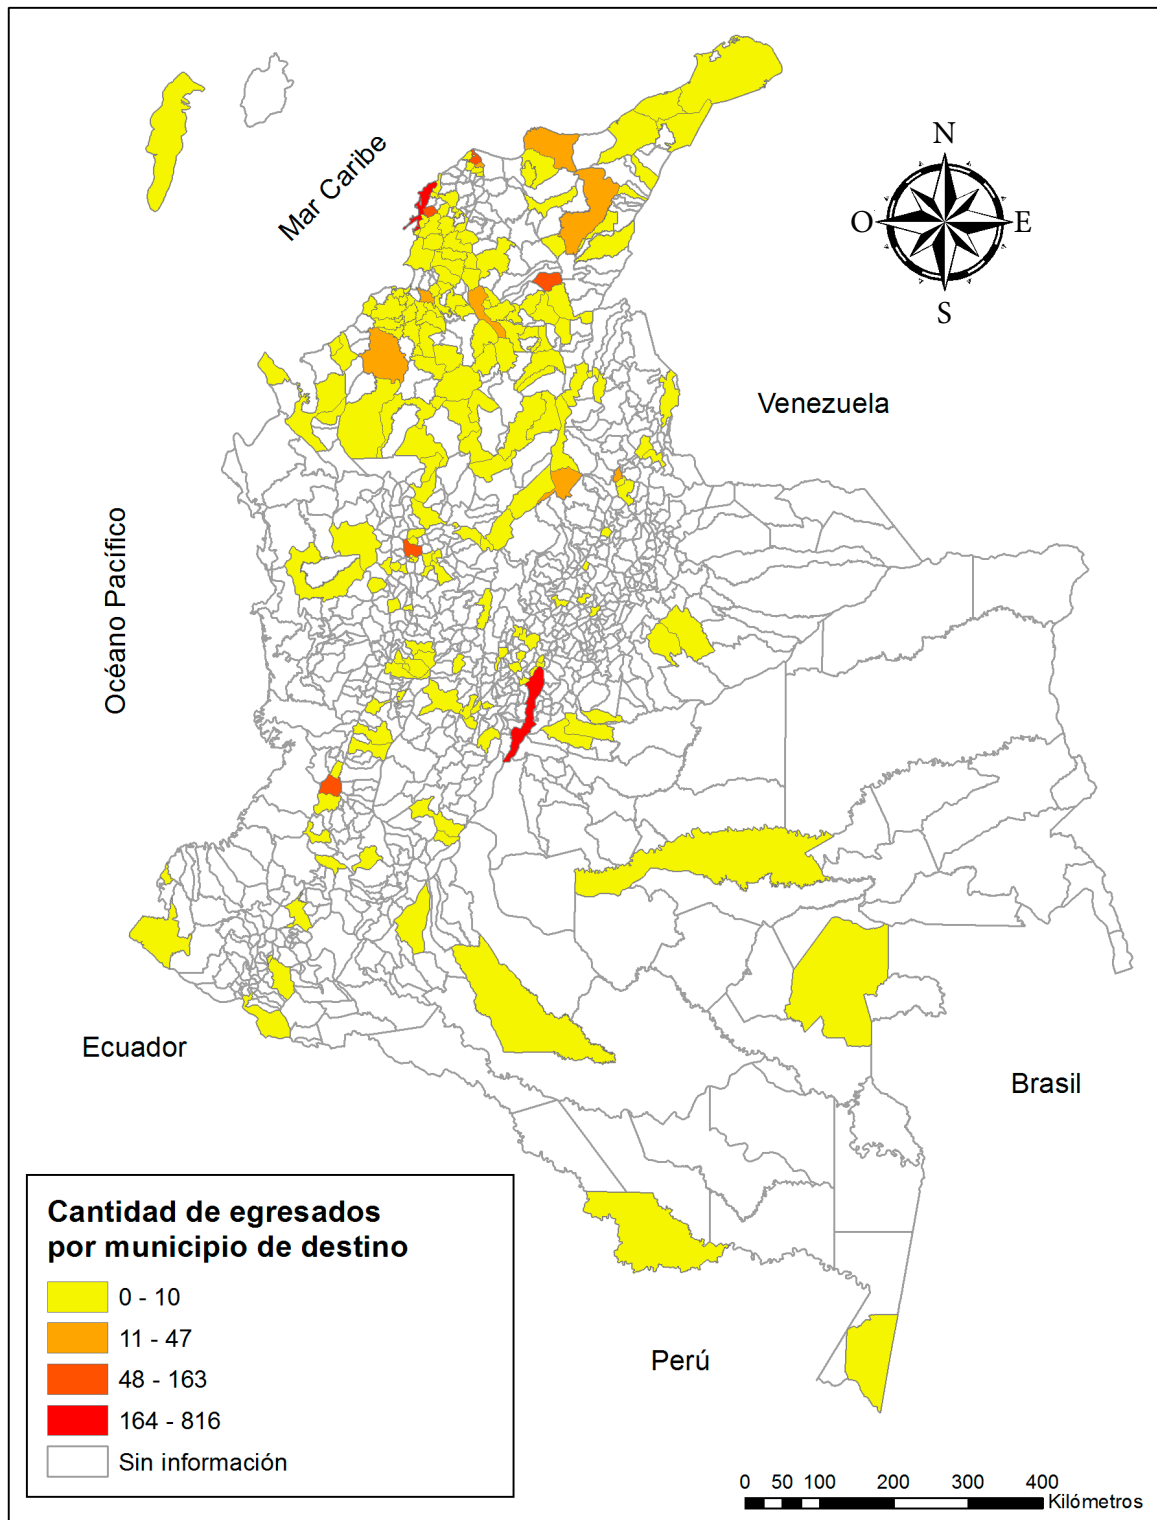 N
O
E
S
Mar Caribe
Venezuela
Océano Pacífico
Ecuador
Brasil
Perú
Cantidad de egresados
por municipio de destino
0 - 10
11 - 47
48 - 163
164 - 816
Sin información
0 50 100 200 300 400
Kilómetros